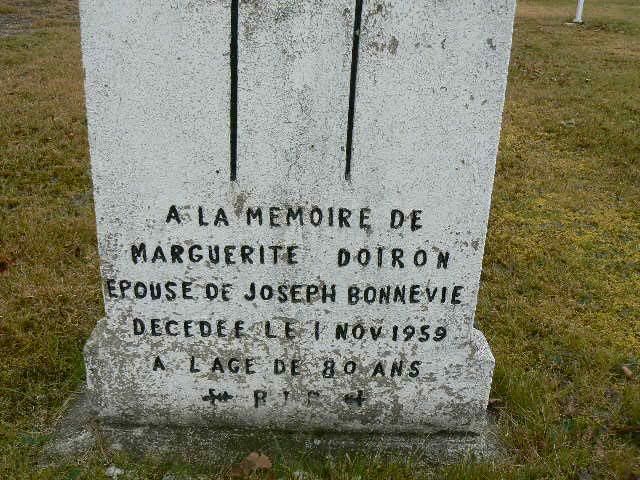 A LA MEMOIRE DE
MARGUERITE DOIRON
EPOUSE DE JOSEPH BONNEVIE
DECEDEE LE 1 NOV 1959
A LAGE DE 80 ANS
R I P